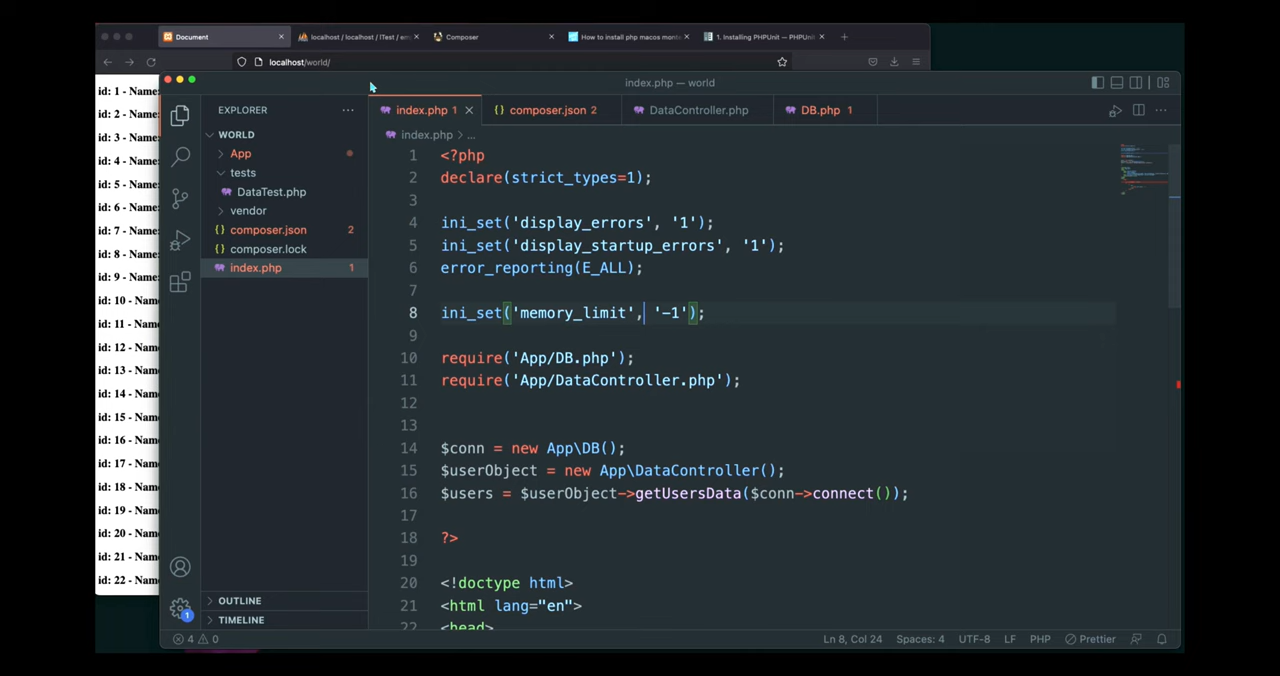 Document
localhost / localhost / lTest / em
Composer
How to install php macos mont
1. Installing PHPUnit — PHPUni
localhost/world/
index.php — world
id: 1 - Name:
id: 2 - Name:
id: 3 - Name:
id: 4 - Name:
id: 5 - Name:
id: 6 - Name:
id: 7 - Name:
id: 8 - Name:
id: 9 - Name:
id: 10 - Name
id: 11 - Name
id: 12 - Name
id: 13 - Name
id: 14 - Name
id: 15 - Name
id: 16 - Name
id: 17 - Name
id: 18 - Name
id: 19 - Name
id: 20 - Name
id: 21 - Name
id: 22 - Name
EXPLORER
WORLD
App
tests
DataTest.php
vendor
composer.json 2
composer.lock
index.php 1
OUTLINE
TIMELINE
1
index.php 1
composer.json 2
DataController.php
DB.php 1
index.php > ...
1 <?php
2 declare(strict_types=1);
3
4 ini_set('display_errors', '1');
5 ini_set('display_startup_errors', '1');
6 error_reporting(E_ALL);
7
8 ini_set('memory_limit', '-1');
9
10 require('App/DB.php');
11 require('App/DataController.php');
12
13
14 $conn = new App\DB();
15 $userObject = new App\DataController();
16 $users = $userObject->getUsersData($conn->connect());
17
18 ?>
19
20 <!doctype html>
21 <html lang="en">
22 <head>
4 0
Ln 8, Col 24 Spaces: 4 UTF-8 LF PHP Prettier